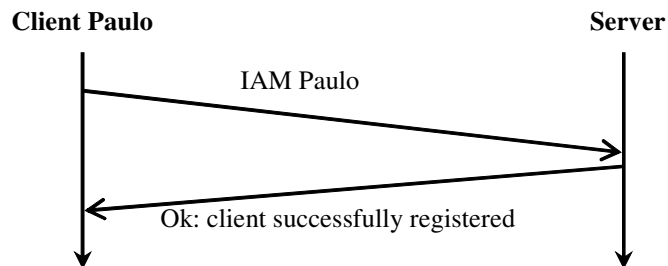 Client Paulo
Server
IAM Paulo
Ok: client successfully registered